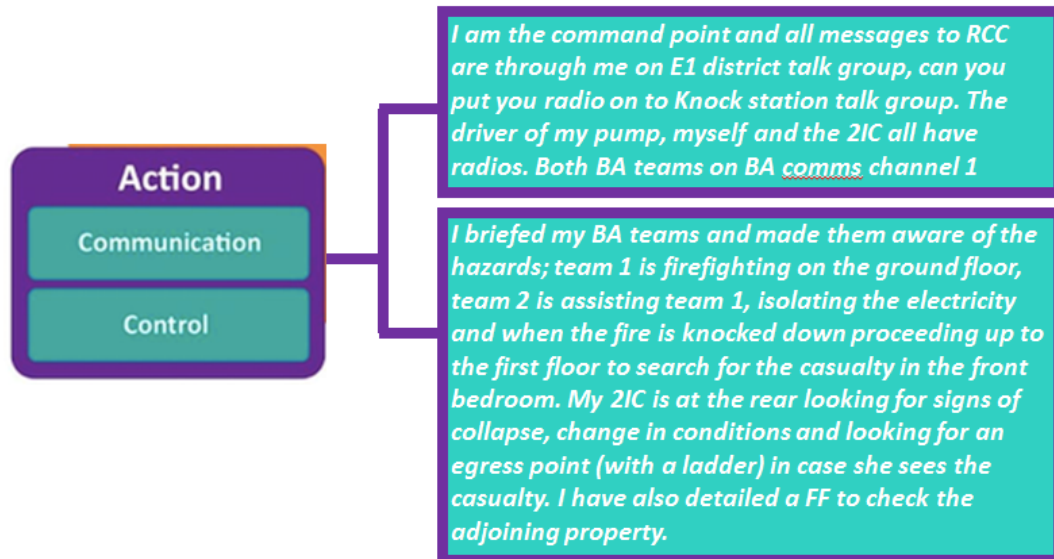 Action
Communication
Control
I am the command point and all messages to RCC
are through me on E1 district talk group, can you
put you radio on to Knock station talk group. The
driver of my pump, myself and the 2IC all have
radios. Both BA teams on BA comms channel 1
I briefed my BA teams and made them aware of the
hazards; team 1 is firefighting on the ground floor,
team 2 is assisting team 1, isolating the electricity
and when the fire is knocked down proceeding up to
the first floor to search for the casualty in the front
bedroom. My 2IC is at the rear looking for signs of
collapse, change in conditions and looking for an
egress point (with a ladder) in case she sees the
casualty. I have also detailed a FF to check the
adjoining property.